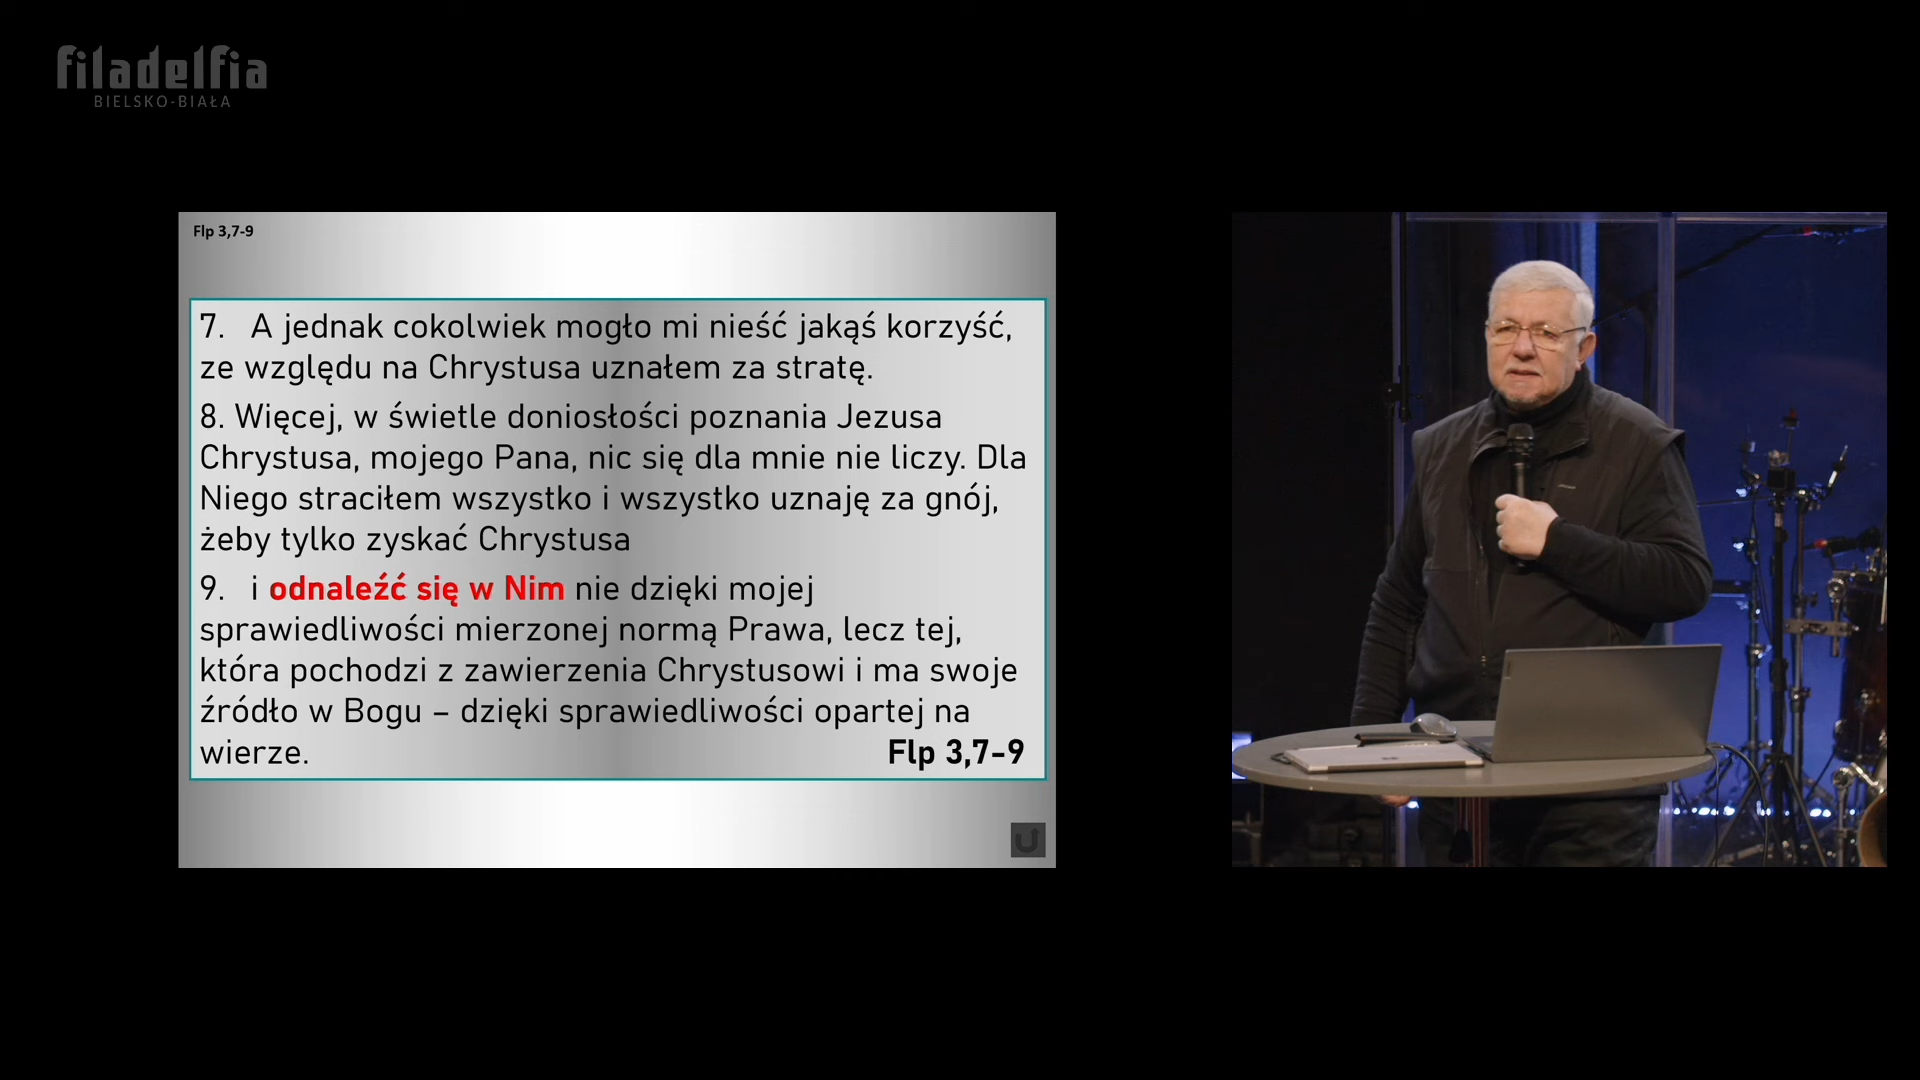 filadelfia
BIELSKO-BIAŁA
Flp 3,7-9
7. A jednak cokolwiek mogło mi nieść jakąś korzyść,
ze względu na Chrystusa uznałem za stratę.
8. Więcej, w świetle doniosłości poznania Jezusa
Chrystusa, mojego Pana, nic się dla mnie nie liczy. Dla
Niego straciłem wszystko i wszystko uznaję za gnój,
żeby tylko zyskać Chrystusa
9. i odnaleźć się w Nim nie dzięki mojej
sprawiedliwości mierzonej normą Prawa, lecz tej,
która pochodzi z zawierzenia Chrystusowi i ma swoje
źródło w Bogu – dzięki sprawiedliwości opartej na
wierze. Flp 3,7-9